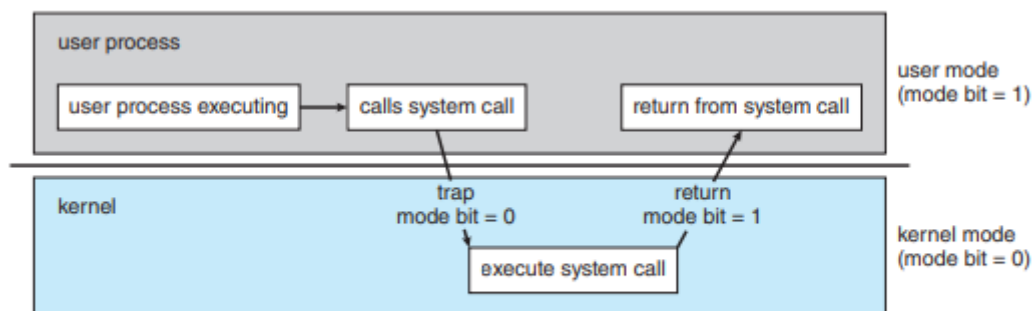 user process
user process executing
calls system call
return from system call
user mode
(mode bit = 1)
kernel
trap
mode bit = 0
return
mode bit = 1
execute system call
kernel mode
(mode bit = 0)